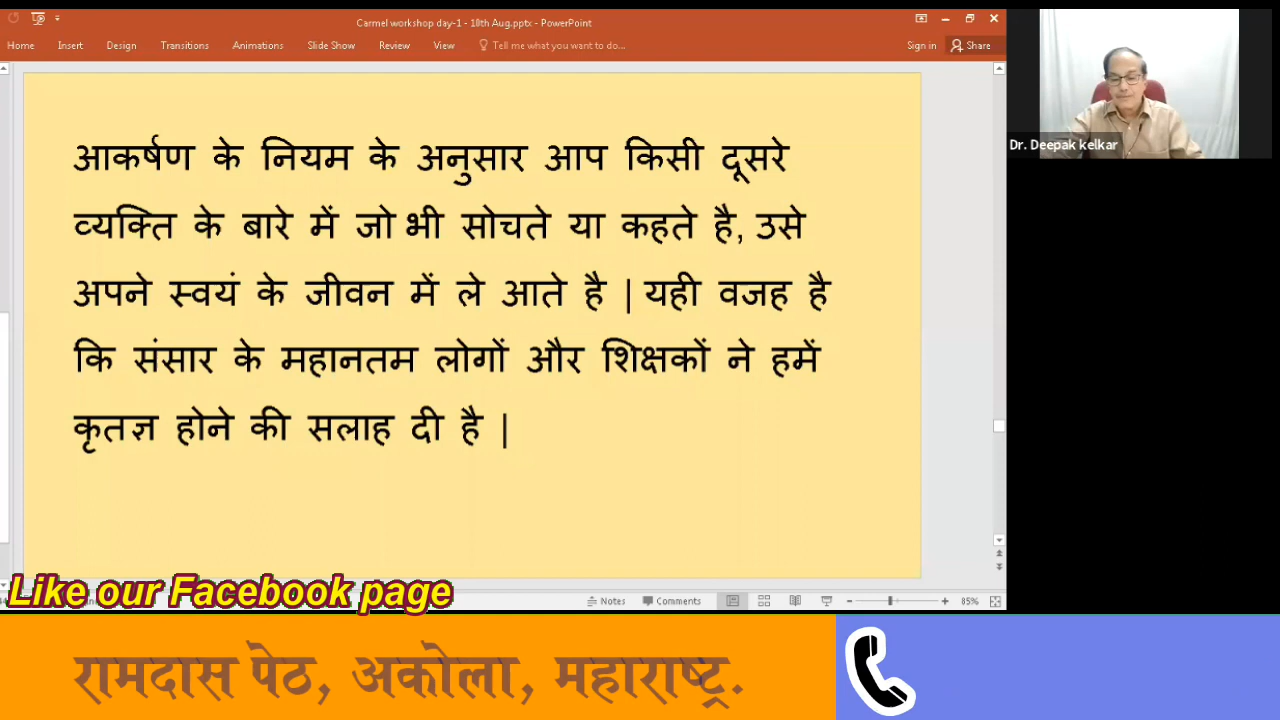 Carmel workshop day-1 - 10th Aug.pptx - PowerPoint
Home Insert Design Transitions Animations Slide Show Review View Tell me what you want to do... Sign in Share
आकर्षण के नियम के अनुसार आप किसी दूसरे
व्यक्ति के बारे में जो भी सोचते या कहते है, उसे
अपने स्वयं के जीवन में ले आते है | यही वजह है
कि संसार के महानतम लोगों और शिक्षकों ने हमें
कृतज्ञ होने की सलाह दी है |
Dr. Deepak kelkar
Like our Facebook page
Notes Comments 85%
रामदास पेठ, अकोला, महाराष्ट्र.